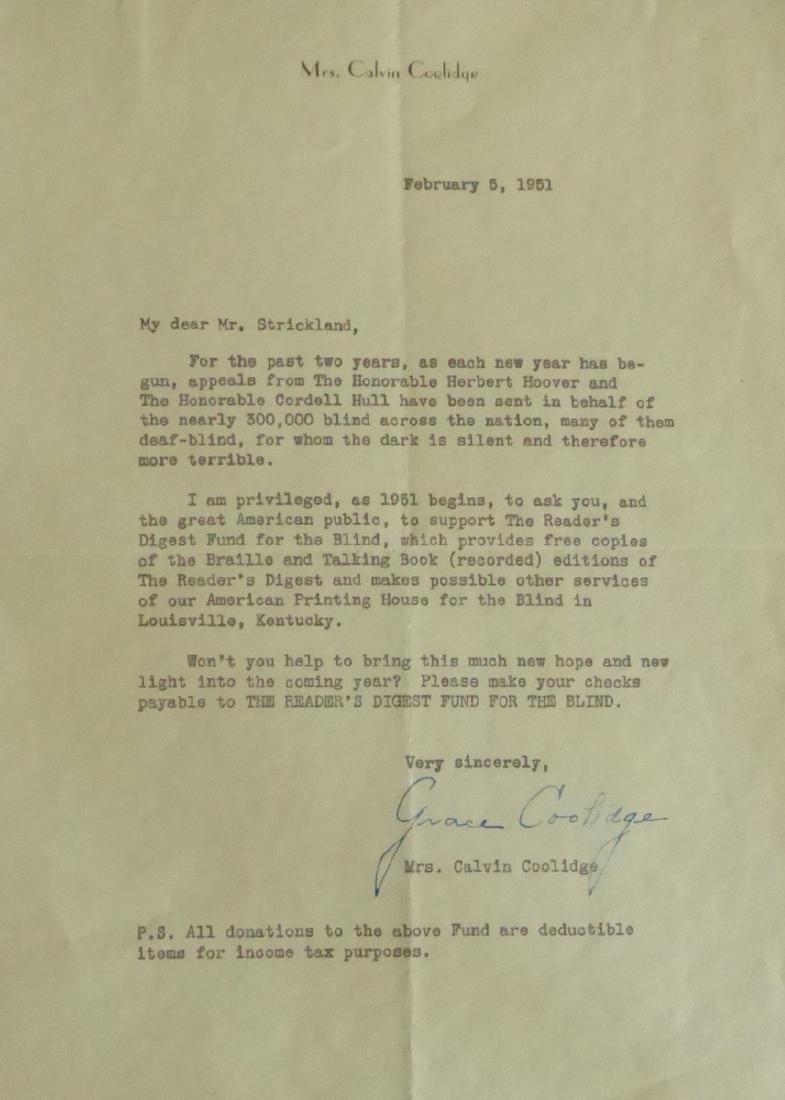 Mrs. Calvin Coolidge
February 5, 1951
My dear Mr. Strickland,
For the past two years, as each new year has be-
gun, appeals from The Honorable Herbert Hoover and
The Honorable Cordell Hull have been sent in behalf of
the nearly 300,000 blind across the nation, many of them
deaf-blind, for whom the dark is silent and therefore
more terrible.
I am privileged, as 1951 begins, to ask you, and
the great American public, to support The Reader's
Digest Fund for the Blind, which provides free copies
of the Braille and Talking Book (recorded) editions of
The Reader's Digest and makes possible other services
of our American Printing House for the Blind in
Louisville, Kentucky.
Won't you help to bring this much new hope and new
light into the coming year? Please make your checks
payable to THE READER'S DIGEST FUND FOR THE BLIND.
Very sincerely,
Grace Coolidge
Mrs. Calvin Coolidge
P.S. All donations to the above Fund are deductible
items for income tax purposes.